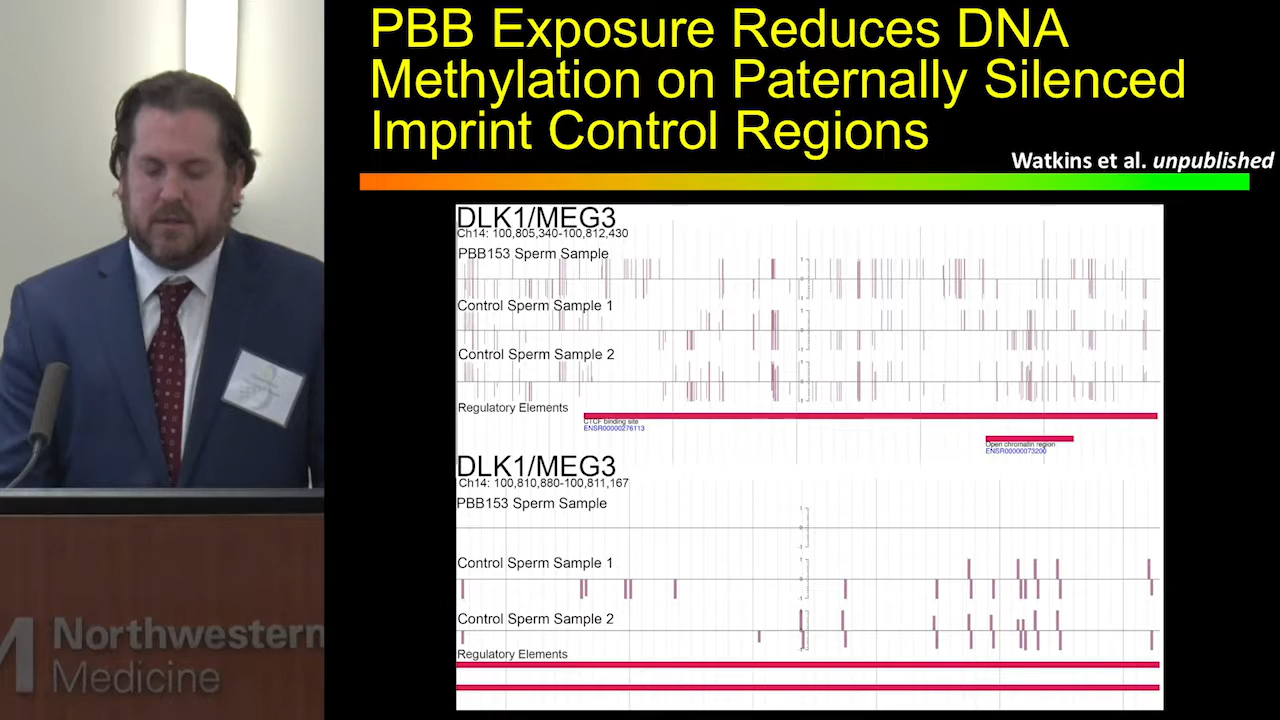 PBB Exposure Reduces DNA
Methylation on Paternally Silenced
Imprint Control Regions
Watkins et al. unpublished
DLK1/MEG3
Ch14: 100,805,340-100,812,430
PBB153 Sperm Sample
Control Sperm Sample 1
Control Sperm Sample 2
Regulatory Elements
CTCF binding site
ENSR00000276113
Open chromatin region
ENSR00000073200
DLK1/MEG3
Ch14: 100,810,880-100,811,167
PBB153 Sperm Sample
Control Sperm Sample 1
Control Sperm Sample 2
Regulatory Elements
Northwestern
Medicine